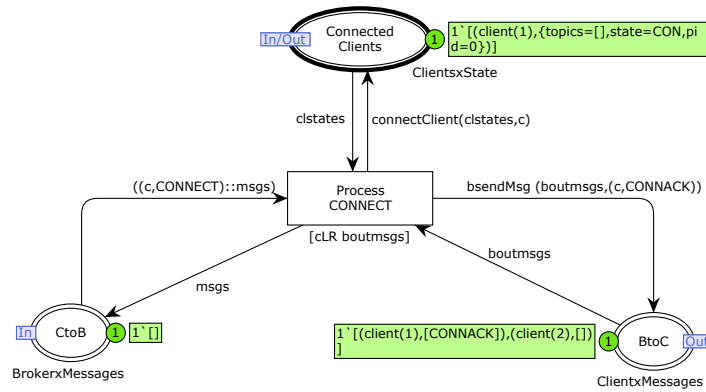 In/Out
Connected
Clients
1
1`[(client(1),{topics=[],state=CON,pi
d=0})]
ClientsxState
clstates
connectClient(clstates,c)
((c,CONNECT)::msgs)
Process
CONNECT
bsendMsg (boutmsgs,(c,CONNACK))
[cLR boutmsgs]
boutmsgs
msgs
In
CtoB
1
1`[]
BrokerxMessages
1`[(client(1),[CONNACK]),(client(2),[])
]
1
BtoC
Out
ClientxMessages